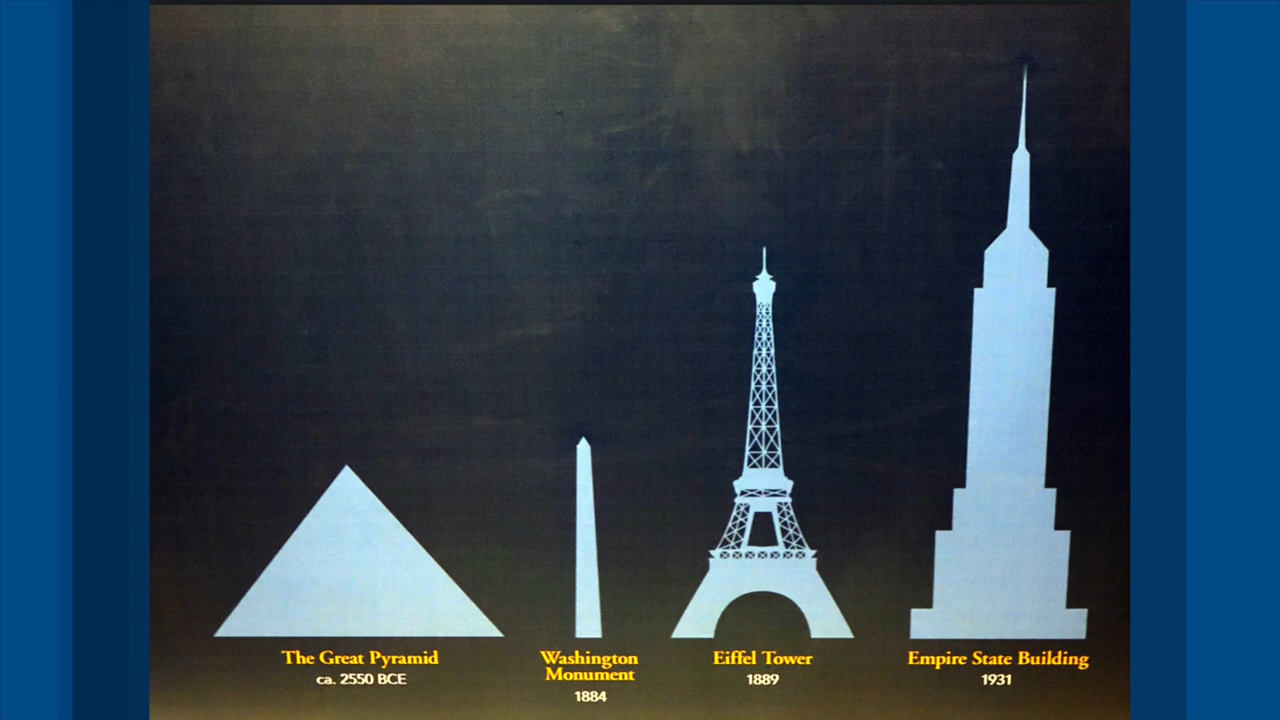 The Great Pyramid
ca. 2550 BCE
Washington
Monument
1884
Eiffel Tower
1889
Empire State Building
1931